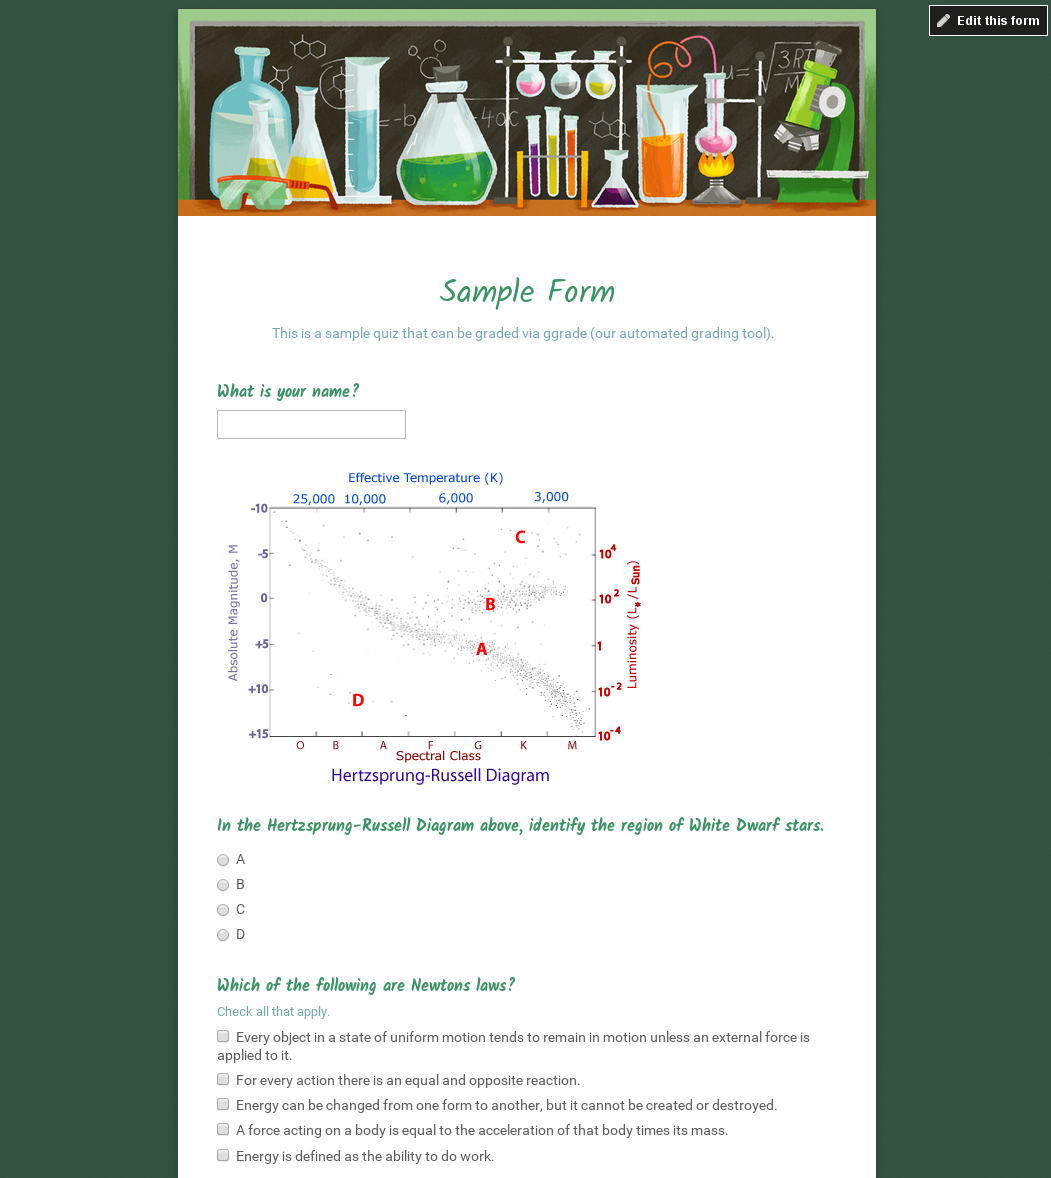 Edit this form
-b
-4ac
μ=√3RT
M
Sample Form
This is a sample quiz that can be graded via ggrade (our automated grading tool).
What is your name?
Effective Temperature (K)
25,000 10,000 6,000 3,000
-10
-5
0
+5
+10
+15
Absolute Magnitude, M
C
B
A
D
10^4
10^2
1
10^-2
10^-4
Luminosity (L*/L Sun)
O B A F G K M
Spectral Class
Hertzsprung-Russell Diagram
In the Hertzsprung-Russell Diagram above, identify the region of White Dwarf stars.
A
B
C
D
Which of the following are Newtons laws?
Check all that apply.
Every object in a state of uniform motion tends to remain in motion unless an external force is
applied to it.
For every action there is an equal and opposite reaction.
Energy can be changed from one form to another, but it cannot be created or destroyed.
A force acting on a body is equal to the acceleration of that body times its mass.
Energy is defined as the ability to do work.